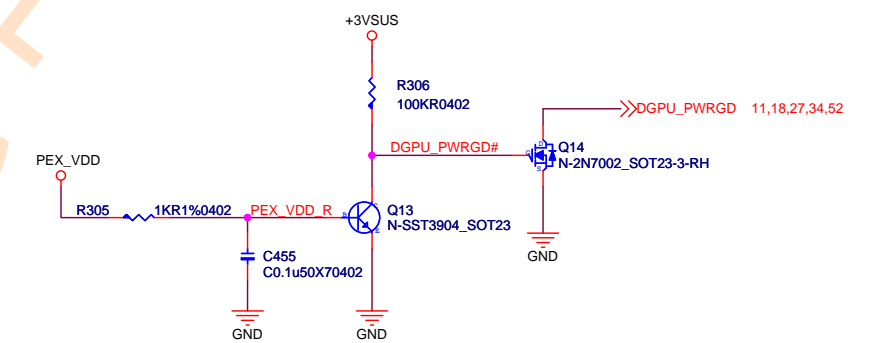 +3VSUS
R306
100KR0402
DGPU_PWRGD 11,18,27,34,52
DGPU_PWRGD#
D
G
S
Q14
N-2N7002_SOT23-3-RH
PEX_VDD
R305
1KR1%0402
PEX_VDD_R
B
C
E
Q13
N-SST3904_SOT23
GND
C455
C0.1u50X70402
GND
GND